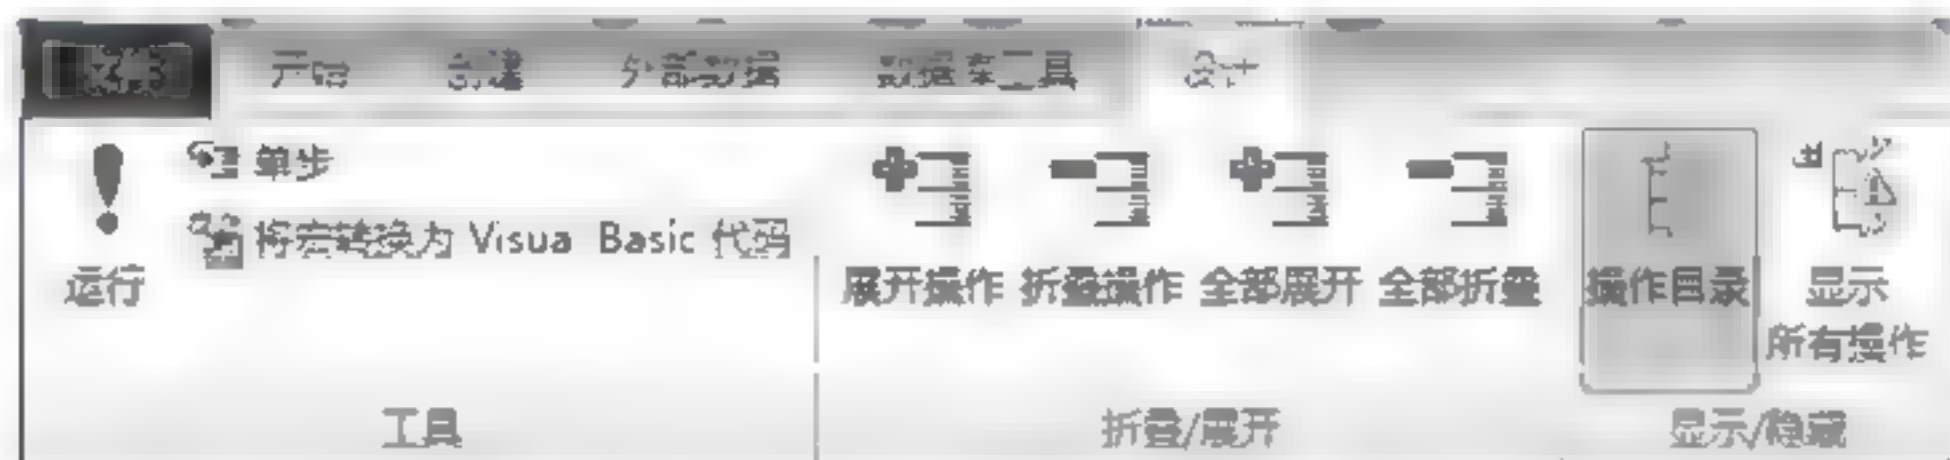 文件 开始 创建 外部数据 数据库工具 设计
单步
将宏转换为 Visua Basic 代码
运行 展开操作 折叠操作 全部展开 全部折叠 操作目录 显示
所有操作
工具 折叠/展开 显示/隐藏